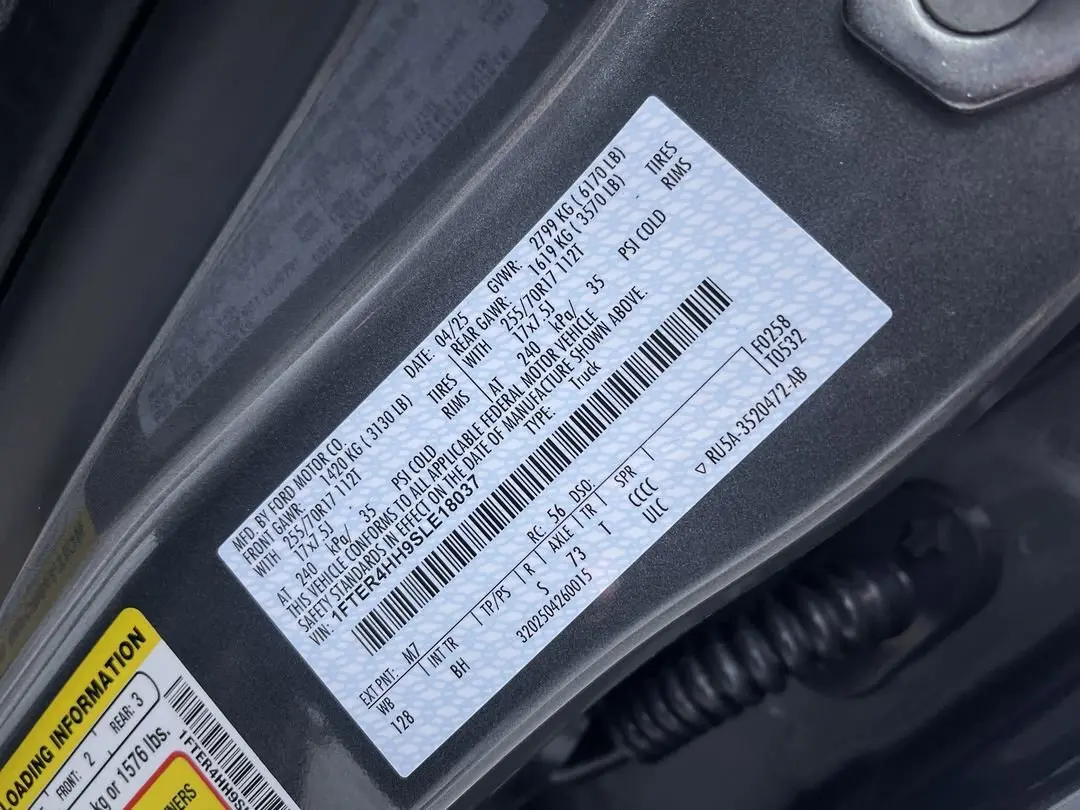 MFD. BY FORD MOTOR CO.
DATE: 04/25 GVWR: 2799 KG ( 6170 LB)
FRONT GAWR: 1420 KG ( 3130 LB) REAR GAWR: 1619 KG ( 3570 LB)
WITH 255/70R17 112T TIRES WITH 255/70R17 112T TIRES
17x7.5J RIMS 17x7.5J RIMS
AT 240 kPa/ 35 PSI COLD AT 240 kPa/ 35 PSI COLD
THIS VEHICLE CONFORMS TO ALL APPLICABLE FEDERAL MOTOR VEHICLE
SAFETY STANDARDS IN EFFECT ON THE DATE OF MANUFACTURE SHOWN ABOVE.
VIN: 1FTER4HH9SLE18037 TYPE: Truck
F0258
EXT PNT: M7 RC: 56 DSO: T0532
WB INT TR TP/PS R AXLE TR SPR
128 BH S 73 T CCCC
3202504260015 ULC
▽ RU5A-3520472-AB
LOADING INFORMATION
FRONT: 2 REAR: 3
kg or 1576 lbs.
1FTER4HH9S